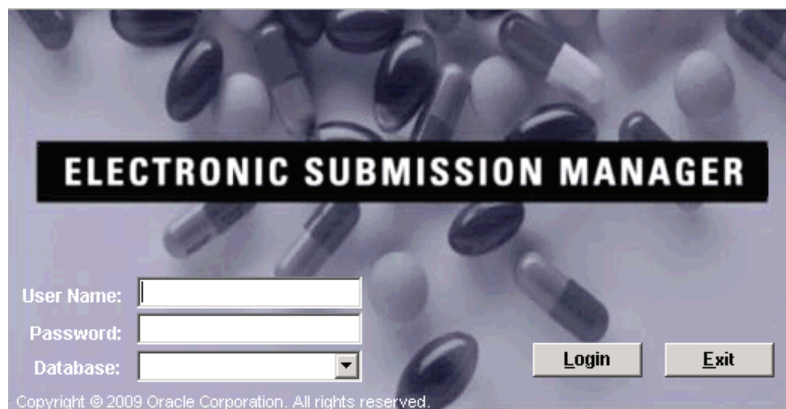 ELECTRONIC SUBMISSION MANAGER
User Name:
Password:
Database:
Login Exit
Copyright © 2009 Oracle Corporation. All rights reserved.